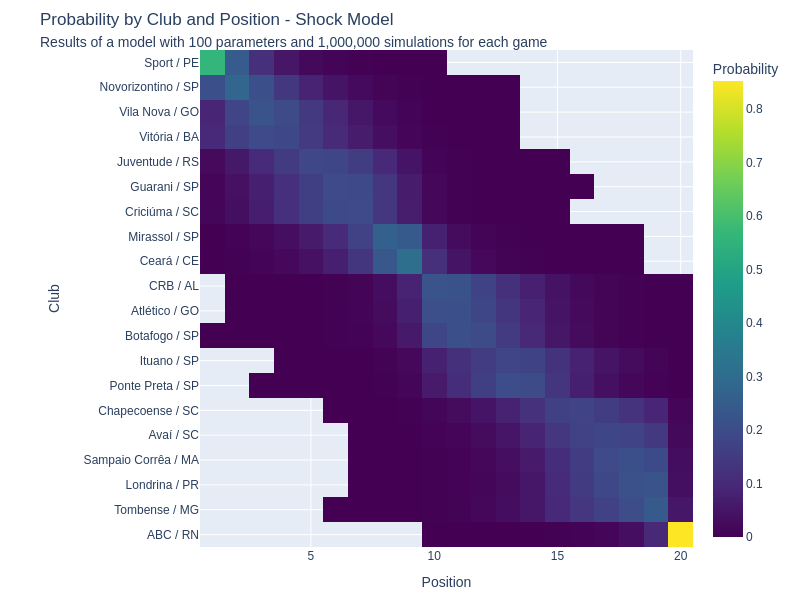 Probability by Club and Position - Shock Model
Results of a model with 100 parameters and 1,000,000 simulations for each game
Probability
Sport / PE
Novorizontino / SP
Vila Nova / GO
Vitória / BA
Juventude / RS
Guarani / SP
Criciúma / SC
Mirassol / SP
Ceará / CE
CRB / AL
Atlético / GO
Botafogo / SP
Ituano / SP
Ponte Preta / SP
Chapecoense / SC
Avaí / SC
Sampaio Corrêa / MA
Londrina / PR
Tombense / MG
ABC / RN
Club
0.8
0.7
0.6
0.5
0.4
0.3
0.2
0.1
0
5
10
15
20
Position